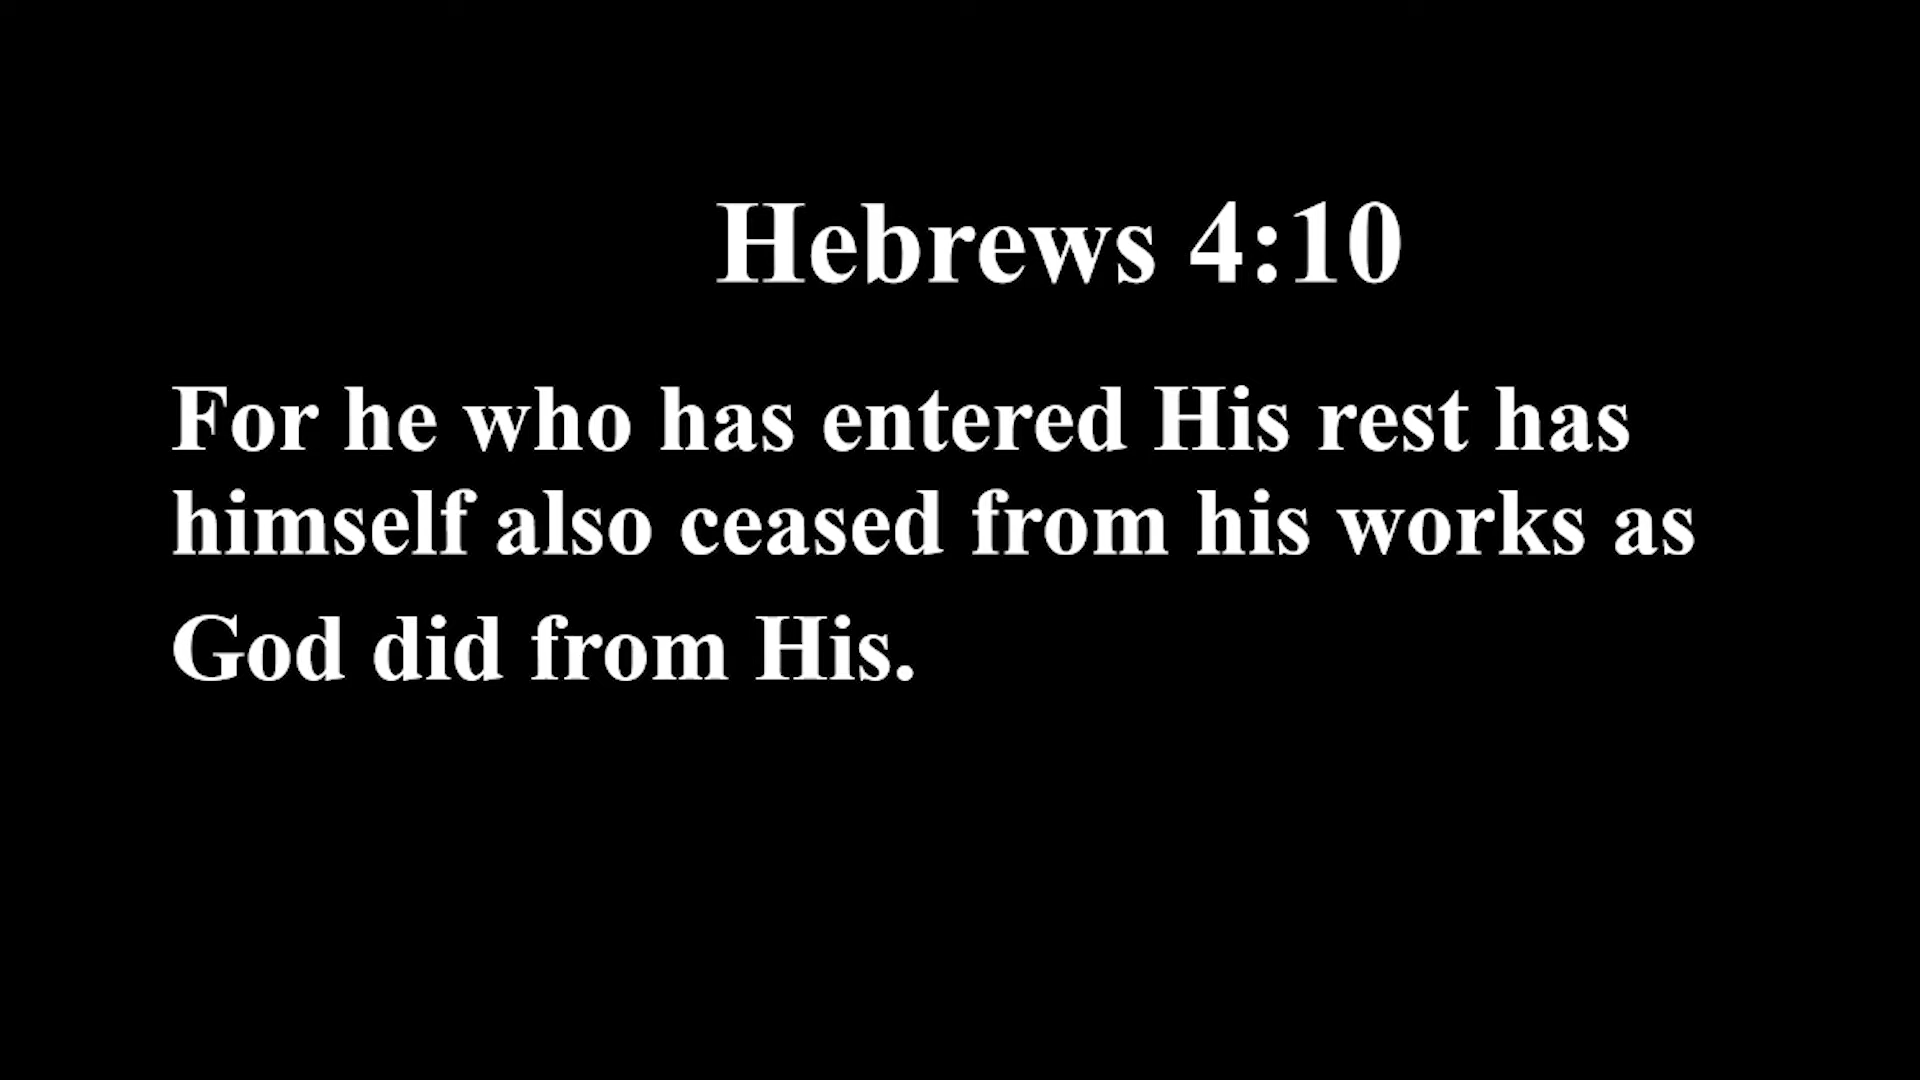 Hebrews 4:10
For he who has entered His rest has
himself also ceased from his works as
God did from His.